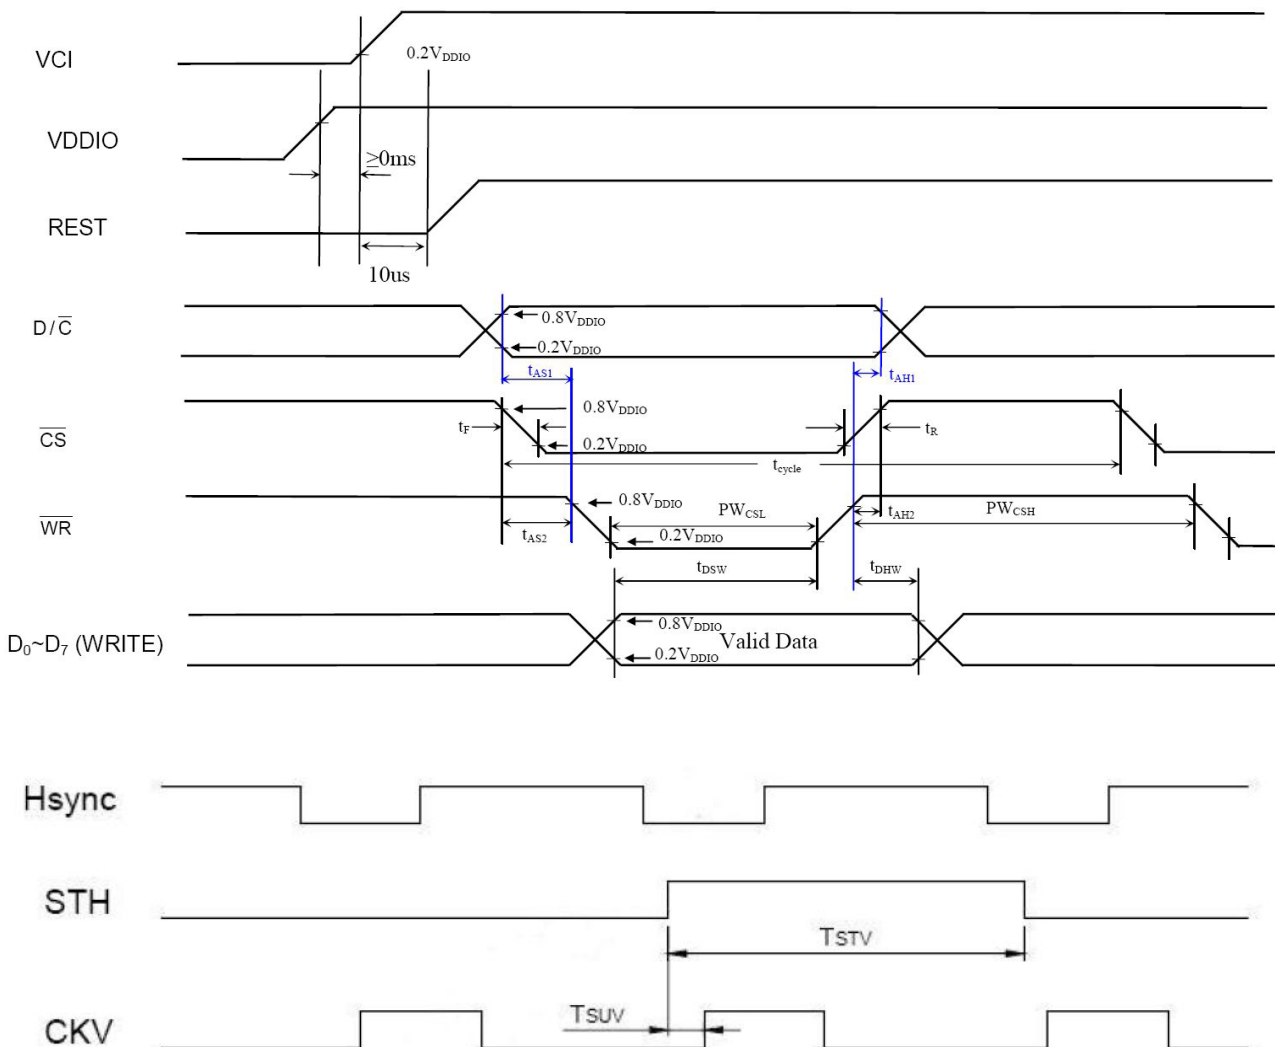 VCI
0.2VDDIO
VDDIO
≥0ms
REST
10us
D/C̅
0.8VDDIO
0.2VDDIO
tAS1
tAH1
C̅S̅
tF
0.8VDDIO
0.2VDDIO
tR
tcycle
W̅R̅
0.8VDDIO
PWCSL
tAH2
PWCSH
tAS2
0.2VDDIO
tDSW
tDHW
D0~D7 (WRITE)
0.8VDDIO
Valid Data
0.2VDDIO
Hsync
STH
TSTV
TSUV
CKV